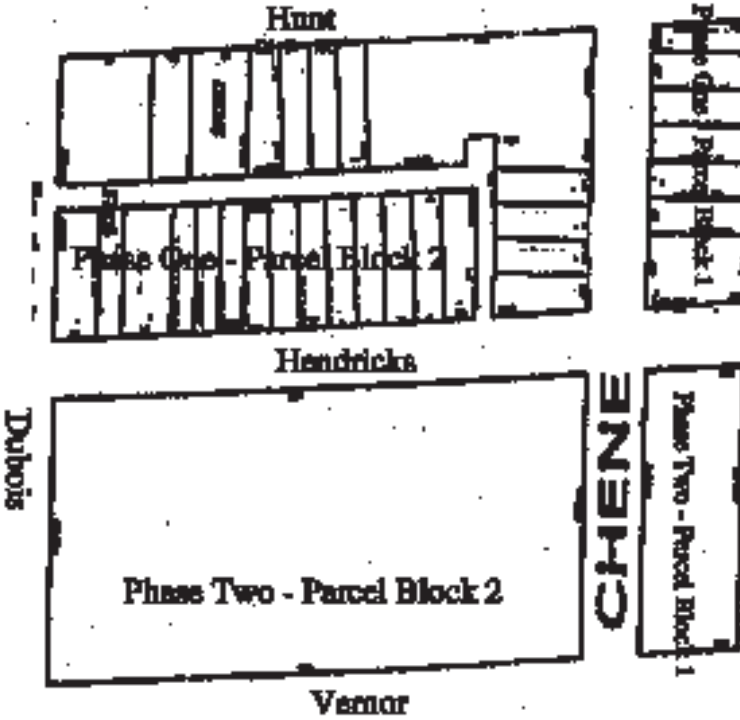 Hunt
Phase One - Parcel Block 1
Phase One - Parcel Block 2
Hendricks
Dubois
CHENE
Phase Two - Parcel Block 1
Phase Two - Parcel Block 2
Vernor